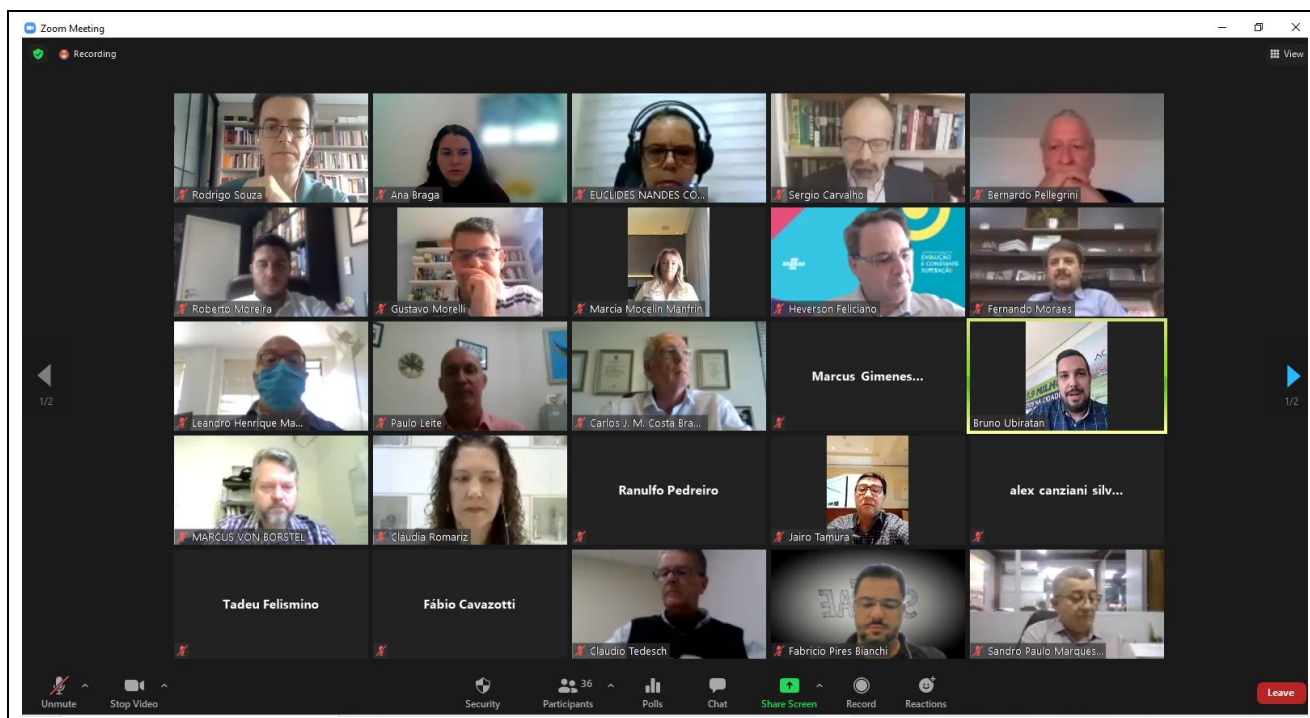 Zoom Meeting
Recording
View
Rodrigo Souza
Ana Braga
EUCLIDES NANDES CO...
Sergio Carvalho
Bernardo Pellegrini
Roberto Moreira
Gustavo Morelli
Marcia Mocelin Manfrin
EVOLUÇÃO
E CONSTANTE
SUPERAÇÃO
Heverson Feliciano
Fernando Moraes
Leandro Henrique Ma...
Paulo Leite
Carlos J. M. Costa Bra...
Marcus Gimenes...
Bruno Ubiratan
1/2
1/2
MARCUS VON BORSTEL
Cláudia Romariz
Ranulfo Pedreiro
Jairo Tamura
alex canziani silv...
Tadeu Felismino
Fábio Cavazotti
Claudio Tedesch
Fabricio Pires Bianchi
Sandro Paulo Marques...
Unmute
Stop Video
Security
Participants
36
Polls
Chat
Share Screen
Record
Reactions
Leave